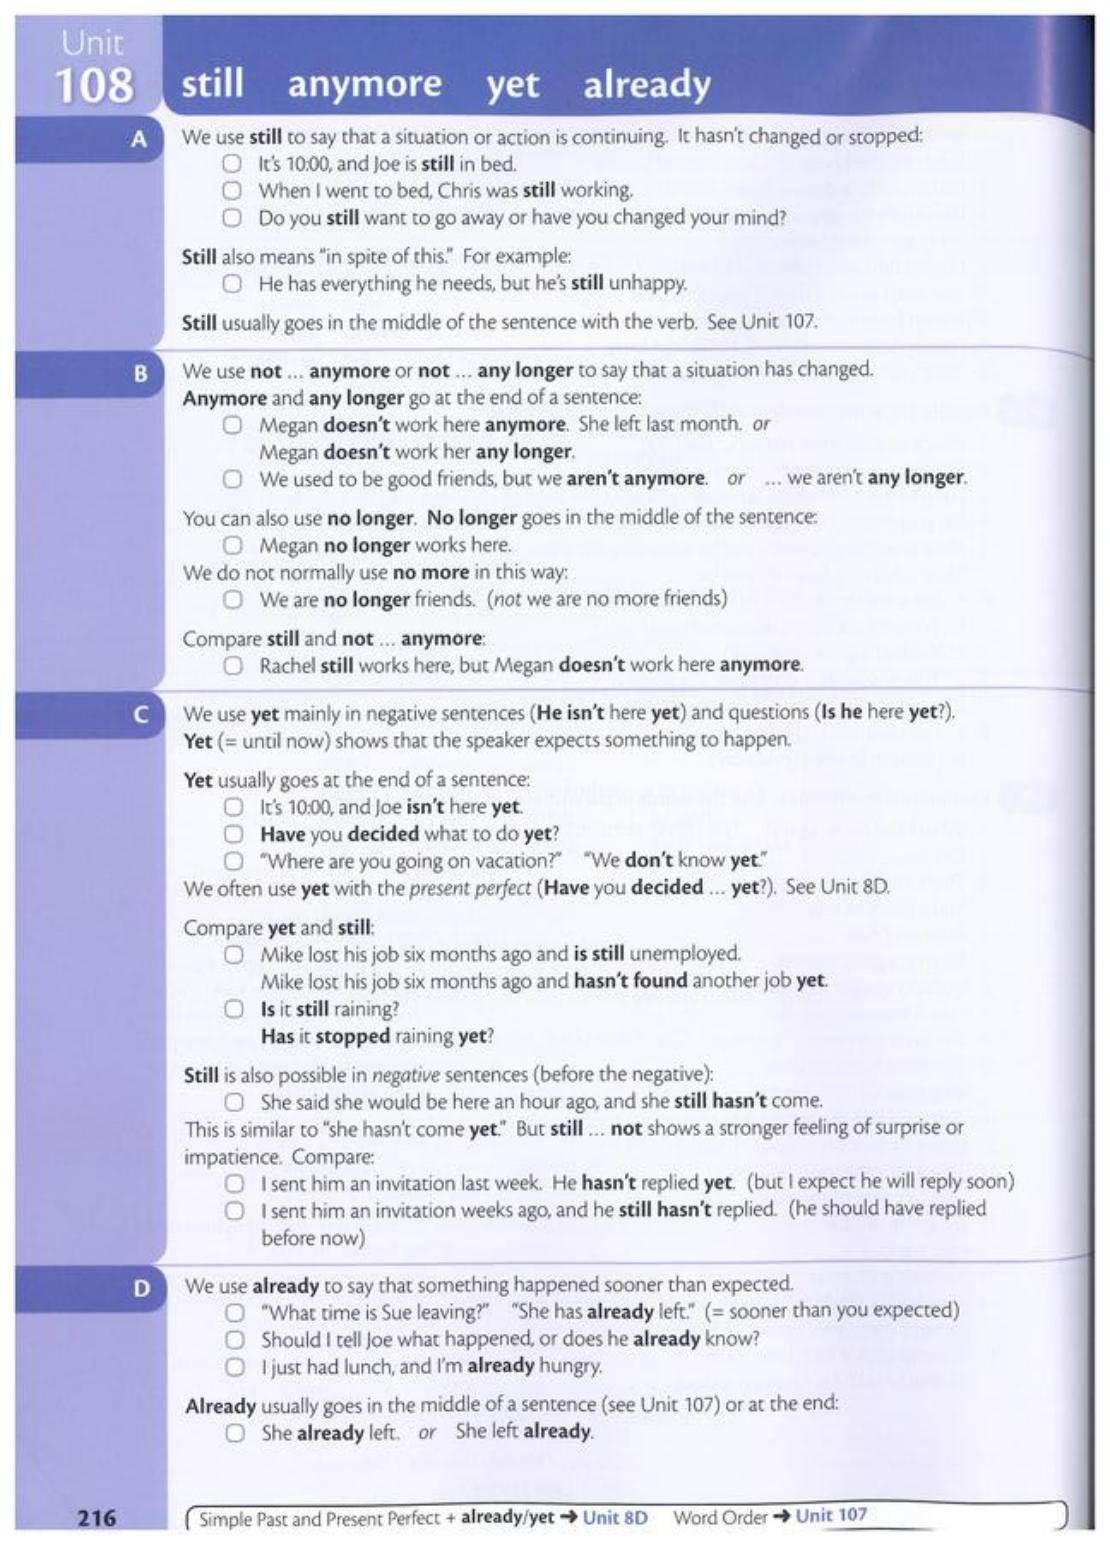 Unit
108
still anymore yet already
A
We use still to say that a situation or action is continuing. It hasn't changed or stopped:
It's 10:00, and Joe is still in bed.
When I went to bed, Chris was still working.
Do you still want to go away or have you changed your mind?
Still also means "in spite of this." For example:
He has everything he needs, but he's still unhappy.
Still usually goes in the middle of the sentence with the verb. See Unit 107.
B
We use not ... anymore or not ... any longer to say that a situation has changed.
Anymore and any longer go at the end of a sentence:
Megan doesn't work here anymore. She left last month. or
Megan doesn't work her any longer.
We used to be good friends, but we aren't anymore. or ... we aren't any longer.
You can also use no longer. No longer goes in the middle of the sentence:
Megan no longer works here.
We do not normally use no more in this way:
We are no longer friends. (not we are no more friends)
Compare still and not ... anymore:
Rachel still works here, but Megan doesn't work here anymore.
C
We use yet mainly in negative sentences (He isn't here yet) and questions (Is he here yet?).
Yet (= until now) shows that the speaker expects something to happen.
Yet usually goes at the end of a sentence:
It's 10:00, and Joe isn't here yet.
Have you decided what to do yet?
"Where are you going on vacation?" "We don't know yet."
We often use yet with the present perfect (Have you decided ... yet?). See Unit 8D.
Compare yet and still:
Mike lost his job six months ago and is still unemployed.
Mike lost his job six months ago and hasn't found another job yet.
Is it still raining?
Has it stopped raining yet?
Still is also possible in negative sentences (before the negative):
She said she would be here an hour ago, and she still hasn't come.
This is similar to "she hasn't come yet." But still ... not shows a stronger feeling of surprise or
impatience. Compare:
I sent him an invitation last week. He hasn't replied yet. (but I expect he will reply soon)
I sent him an invitation weeks ago, and he still hasn't replied. (he should have replied
before now)
D
We use already to say that something happened sooner than expected.
"What time is Sue leaving?" "She has already left." (= sooner than you expected)
Should I tell Joe what happened, or does he already know?
I just had lunch, and I'm already hungry.
Already usually goes in the middle of a sentence (see Unit 107) or at the end:
She already left. or She left already.
216
Simple Past and Present Perfect + already/yet → Unit 8D Word Order → Unit 107